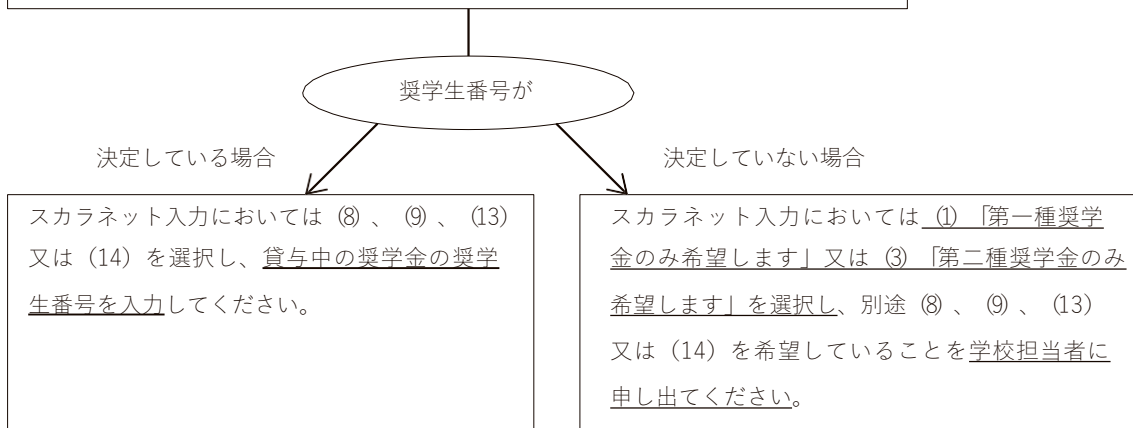 奨学生番号が
決定している場合
決定していない場合
スカラネット入力においては (8) 、 (9) 、 (13)
又は (14) を選択し、貸与中の奨学金の奨学
生番号を入力してください。
スカラネット入力においては (1) 「第一種奨学
金のみ希望します」又は (3) 「第二種奨学金のみ
希望します」を選択し、別途 (8) 、 (9) 、 (13)
又は (14) を希望していることを学校担当者に
申し出てください。